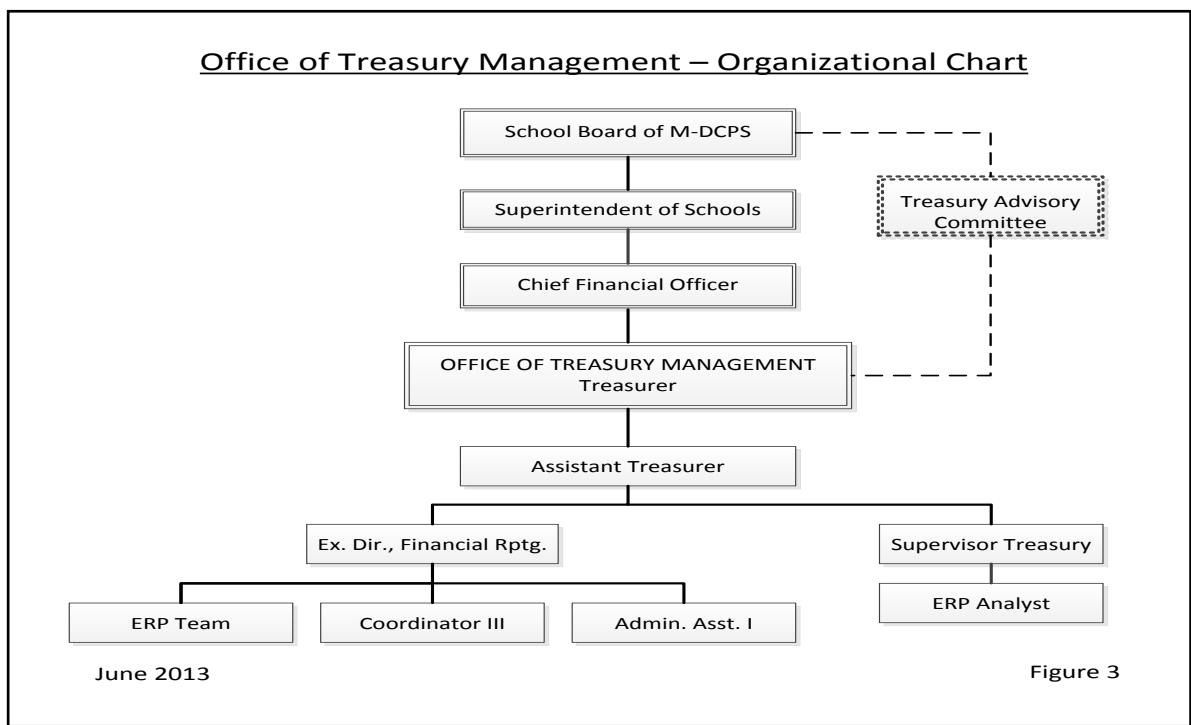 Office of Treasury Management – Organizational Chart
School Board of M-DCPS
Superintendent of Schools
Treasury Advisory
Committee
Chief Financial Officer
OFFICE OF TREASURY MANAGEMENT
Treasurer
Assistant Treasurer
Ex. Dir., Financial Rptg.
Supervisor Treasury
ERP Team
Coordinator III
Admin. Asst. I
ERP Analyst
June 2013
Figure 3